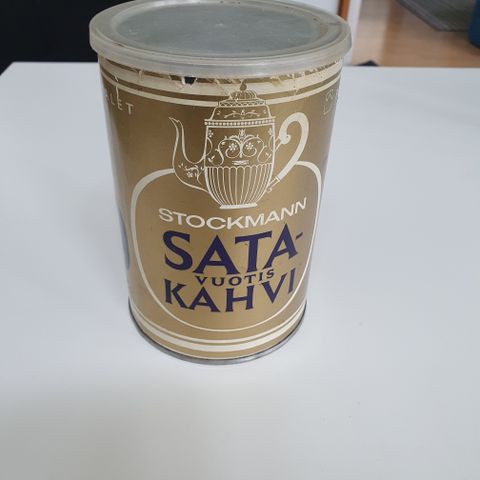 STOCKMANN
SATA-
VUOTIS
KAHVI